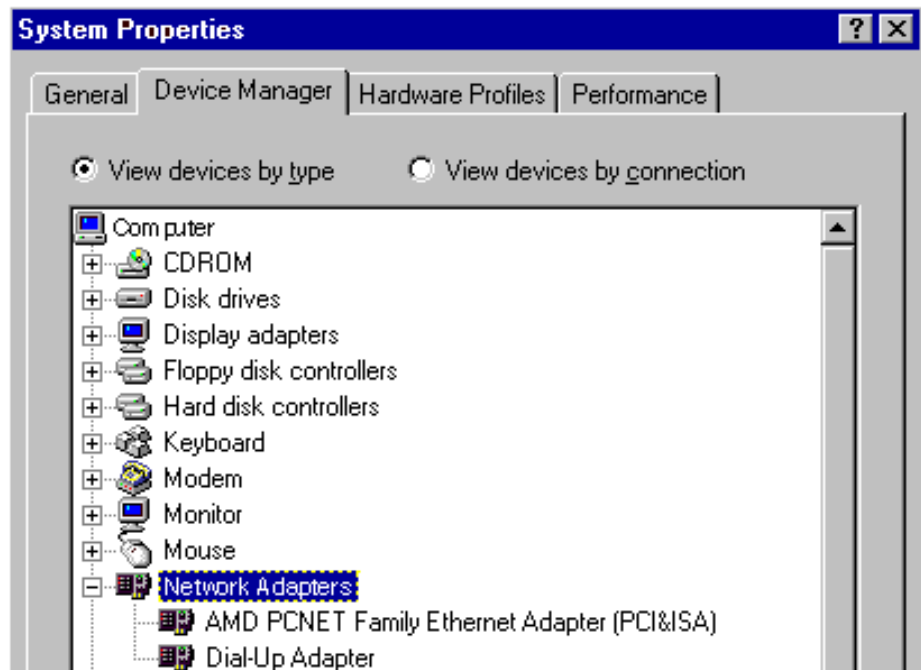 System Properties
General Device Manager Hardware Profiles Performance
View devices by type View devices by connection
Computer
CDROM
Disk drives
Display adapters
Floppy disk controllers
Hard disk controllers
Keyboard
Modem
Monitor
Mouse
Network Adapters
AMD PCNET Family Ethernet Adapter (PCI&ISA)
Dial-Up Adapter